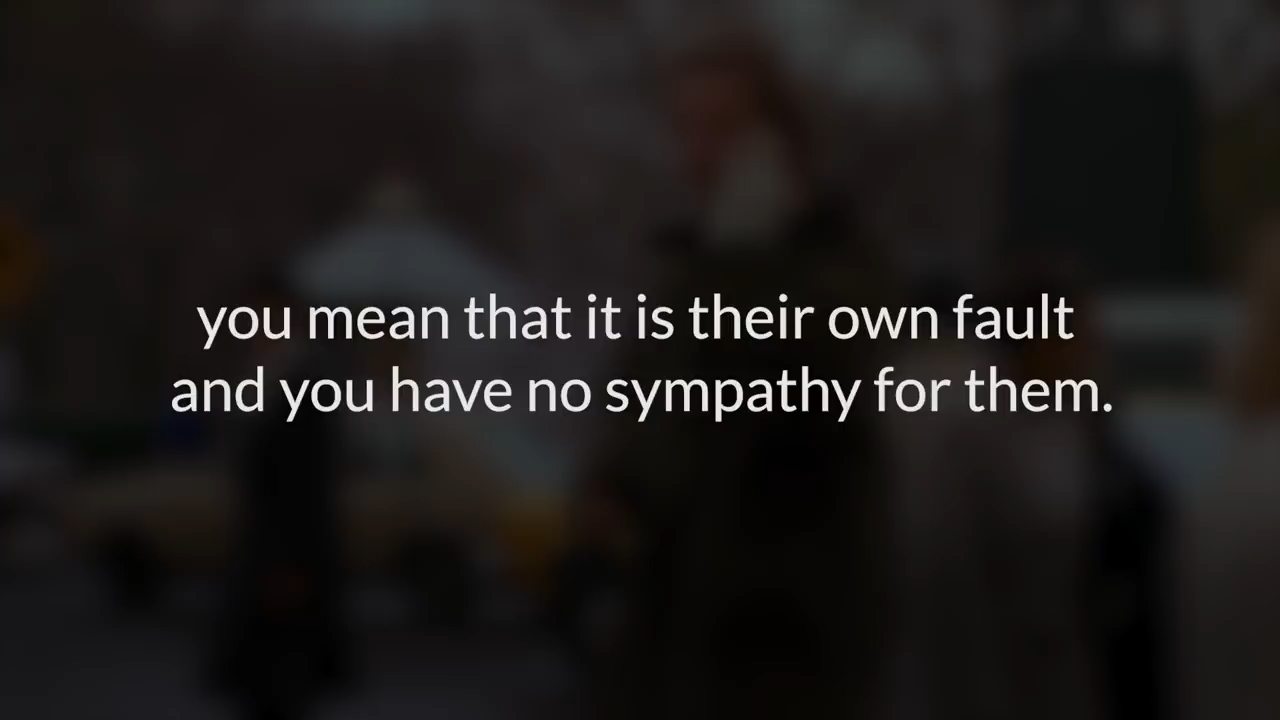 you mean that it is their own fault
and you have no sympathy for them.